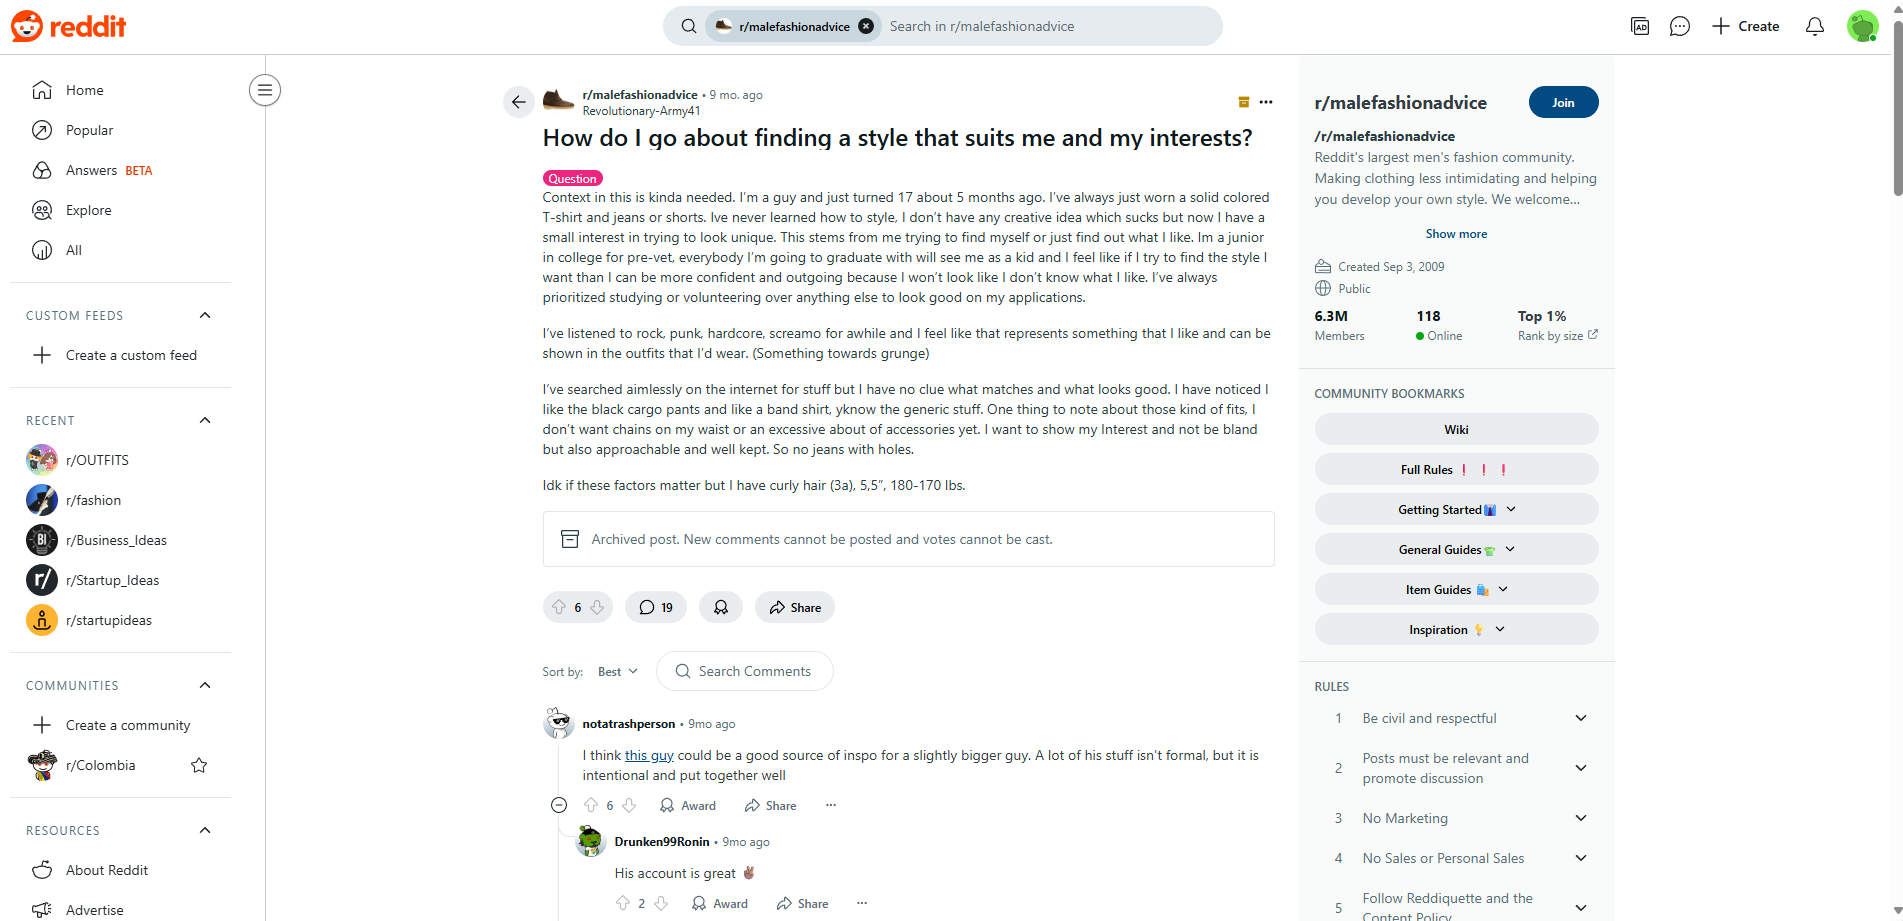 reddit
r/malefashionadvice
Search in r/malefashionadvice
AD
Create
Home
Popular
Answers BETA
Explore
All
CUSTOM FEEDS
Create a custom feed
RECENT
r/OUTFITS
r/fashion
BI
r/Business_Ideas
r/
r/Startup_Ideas
r/startupideas
COMMUNITIES
Create a community
r/Colombia
RESOURCES
About Reddit
Advertise
r/malefashionadvice • 9 mo. ago
Revolutionary-Army41
How do I go about finding a style that suits me and my interests?
Question
Context in this is kinda needed. I'm a guy and just turned 17 about 5 months ago. I've always just worn a solid colored
T-shirt and jeans or shorts. Ive never learned how to style, I don't have any creative idea which sucks but now I have a
small interest in trying to look unique. This stems from me trying to find myself or just find out what I like. Im a junior
in college for pre-vet, everybody I'm going to graduate with will see me as a kid and I feel like if I try to find the style I
want than I can be more confident and outgoing because I won't look like I don't know what I like. I've always
prioritized studying or volunteering over anything else to look good on my applications.
I've listened to rock, punk, hardcore, screamo for awhile and I feel like that represents something that I like and can be
shown in the outfits that I'd wear. (Something towards grunge)
I've searched aimlessly on the internet for stuff but I have no clue what matches and what looks good. I have noticed I
like the black cargo pants and like a band shirt, yknow the generic stuff. One thing to note about those kind of fits, I
don't want chains on my waist or an excessive about of accessories yet. I want to show my Interest and not be bland
but also approachable and well kept. So no jeans with holes.
Idk if these factors matter but I have curly hair (3a), 5,5”, 180-170 lbs.
Archived post. New comments cannot be posted and votes cannot be cast.
6
19
Share
Sort by: Best
Search Comments
notatrashperson • 9mo ago
I think this guy could be a good source of inspo for a slightly bigger guy. A lot of his stuff isn't formal, but it is
intentional and put together well
6 Award Share ···
Drunken99Ronin • 9mo ago
His account is great ✌🏽
2 Award Share ···
r/malefashionadvice
Join
/r/malefashionadvice
Reddit's largest men's fashion community.
Making clothing less intimidating and helping
you develop your own style. We welcome...
Show more
Created Sep 3, 2009
Public
6.3M 118 Top 1%
Members Online Rank by size
COMMUNITY BOOKMARKS
Wiki
Full Rules ❗ ❗ ❗
Getting Started👔
General Guides👕
Item Guides 🛍️
Inspiration 💡
RULES
1 Be civil and respectful
2 Posts must be relevant and
promote discussion
3 No Marketing
4 No Sales or Personal Sales
5 Follow Reddiquette and the
Content Policy